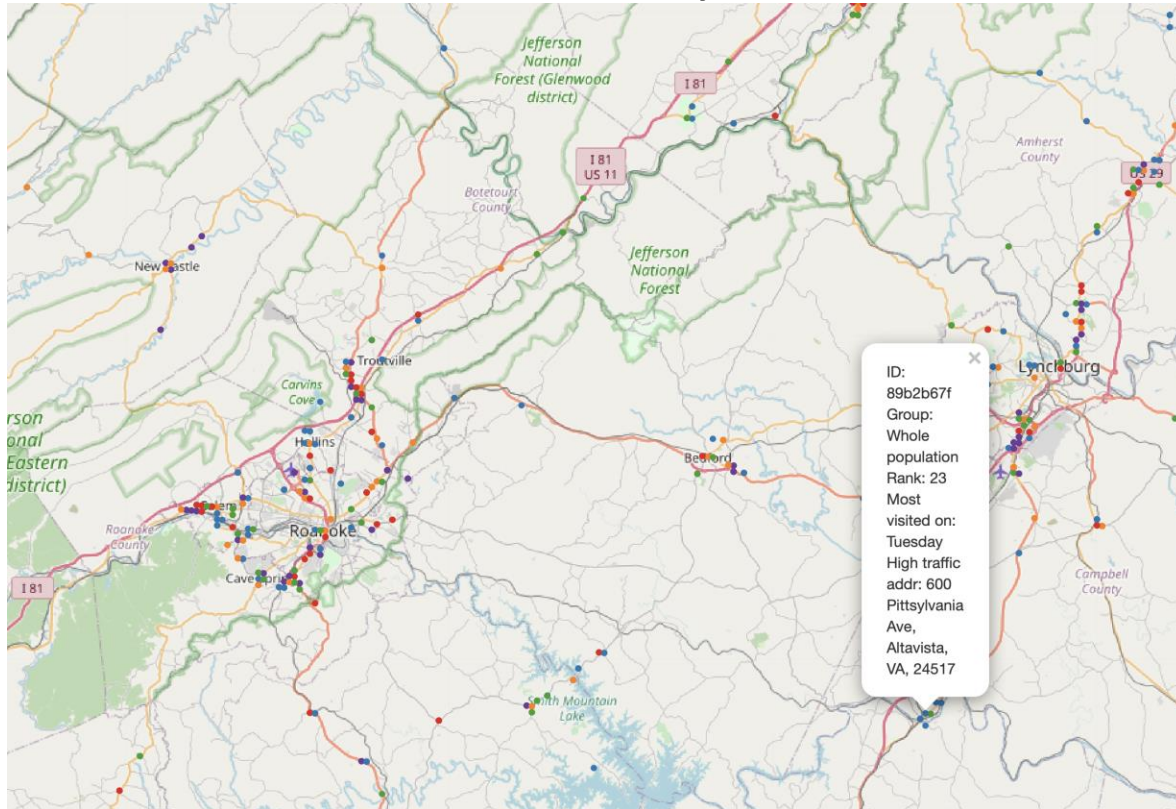 Jefferson
National
Forest (Glenwood
district)
I 81
I 81
US 11
Amherst
County
US 29
Botetourt
County
Jefferson
National
Forest
New Castle
Troutville
Carvins
Cove
Lynchburg
Hollins
rson
onal
Eastern
district)
Bedford
Salem
Roanoke
Roanoke
County
I 81
Cave Spring
Campbell
County
Smith Mountain
Lake
×
ID:
89b2b67f
Group:
Whole
population
Rank: 23
Most
visited on:
Tuesday
High traffic
addr: 600
Pittsylvania
Ave,
Altavista,
VA, 24517